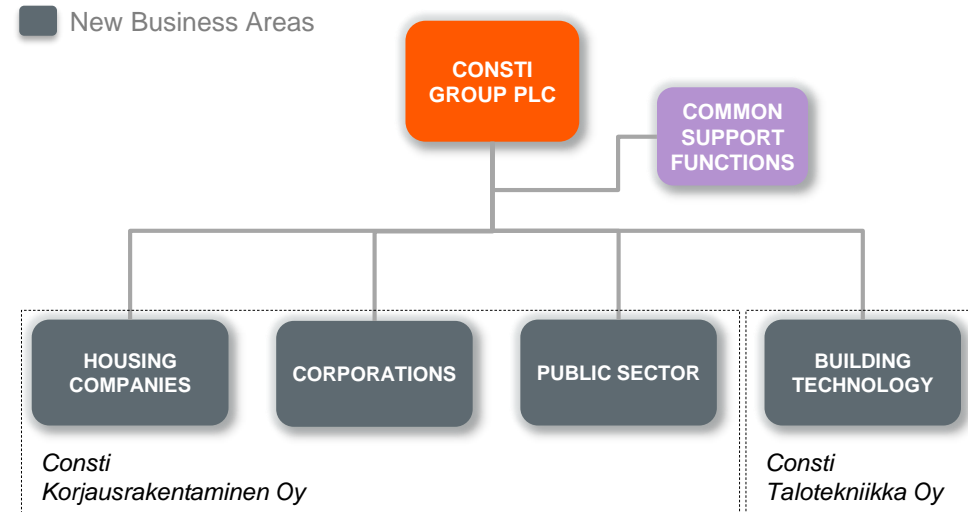 New Business Areas
CONSTI
GROUP PLC
COMMON
SUPPORT
FUNCTIONS
HOUSING
COMPANIES
CORPORATIONS
PUBLIC SECTOR
BUILDING
TECHNOLOGY
Consti
Korjausrakentaminen Oy
Consti
Talotekniikka Oy